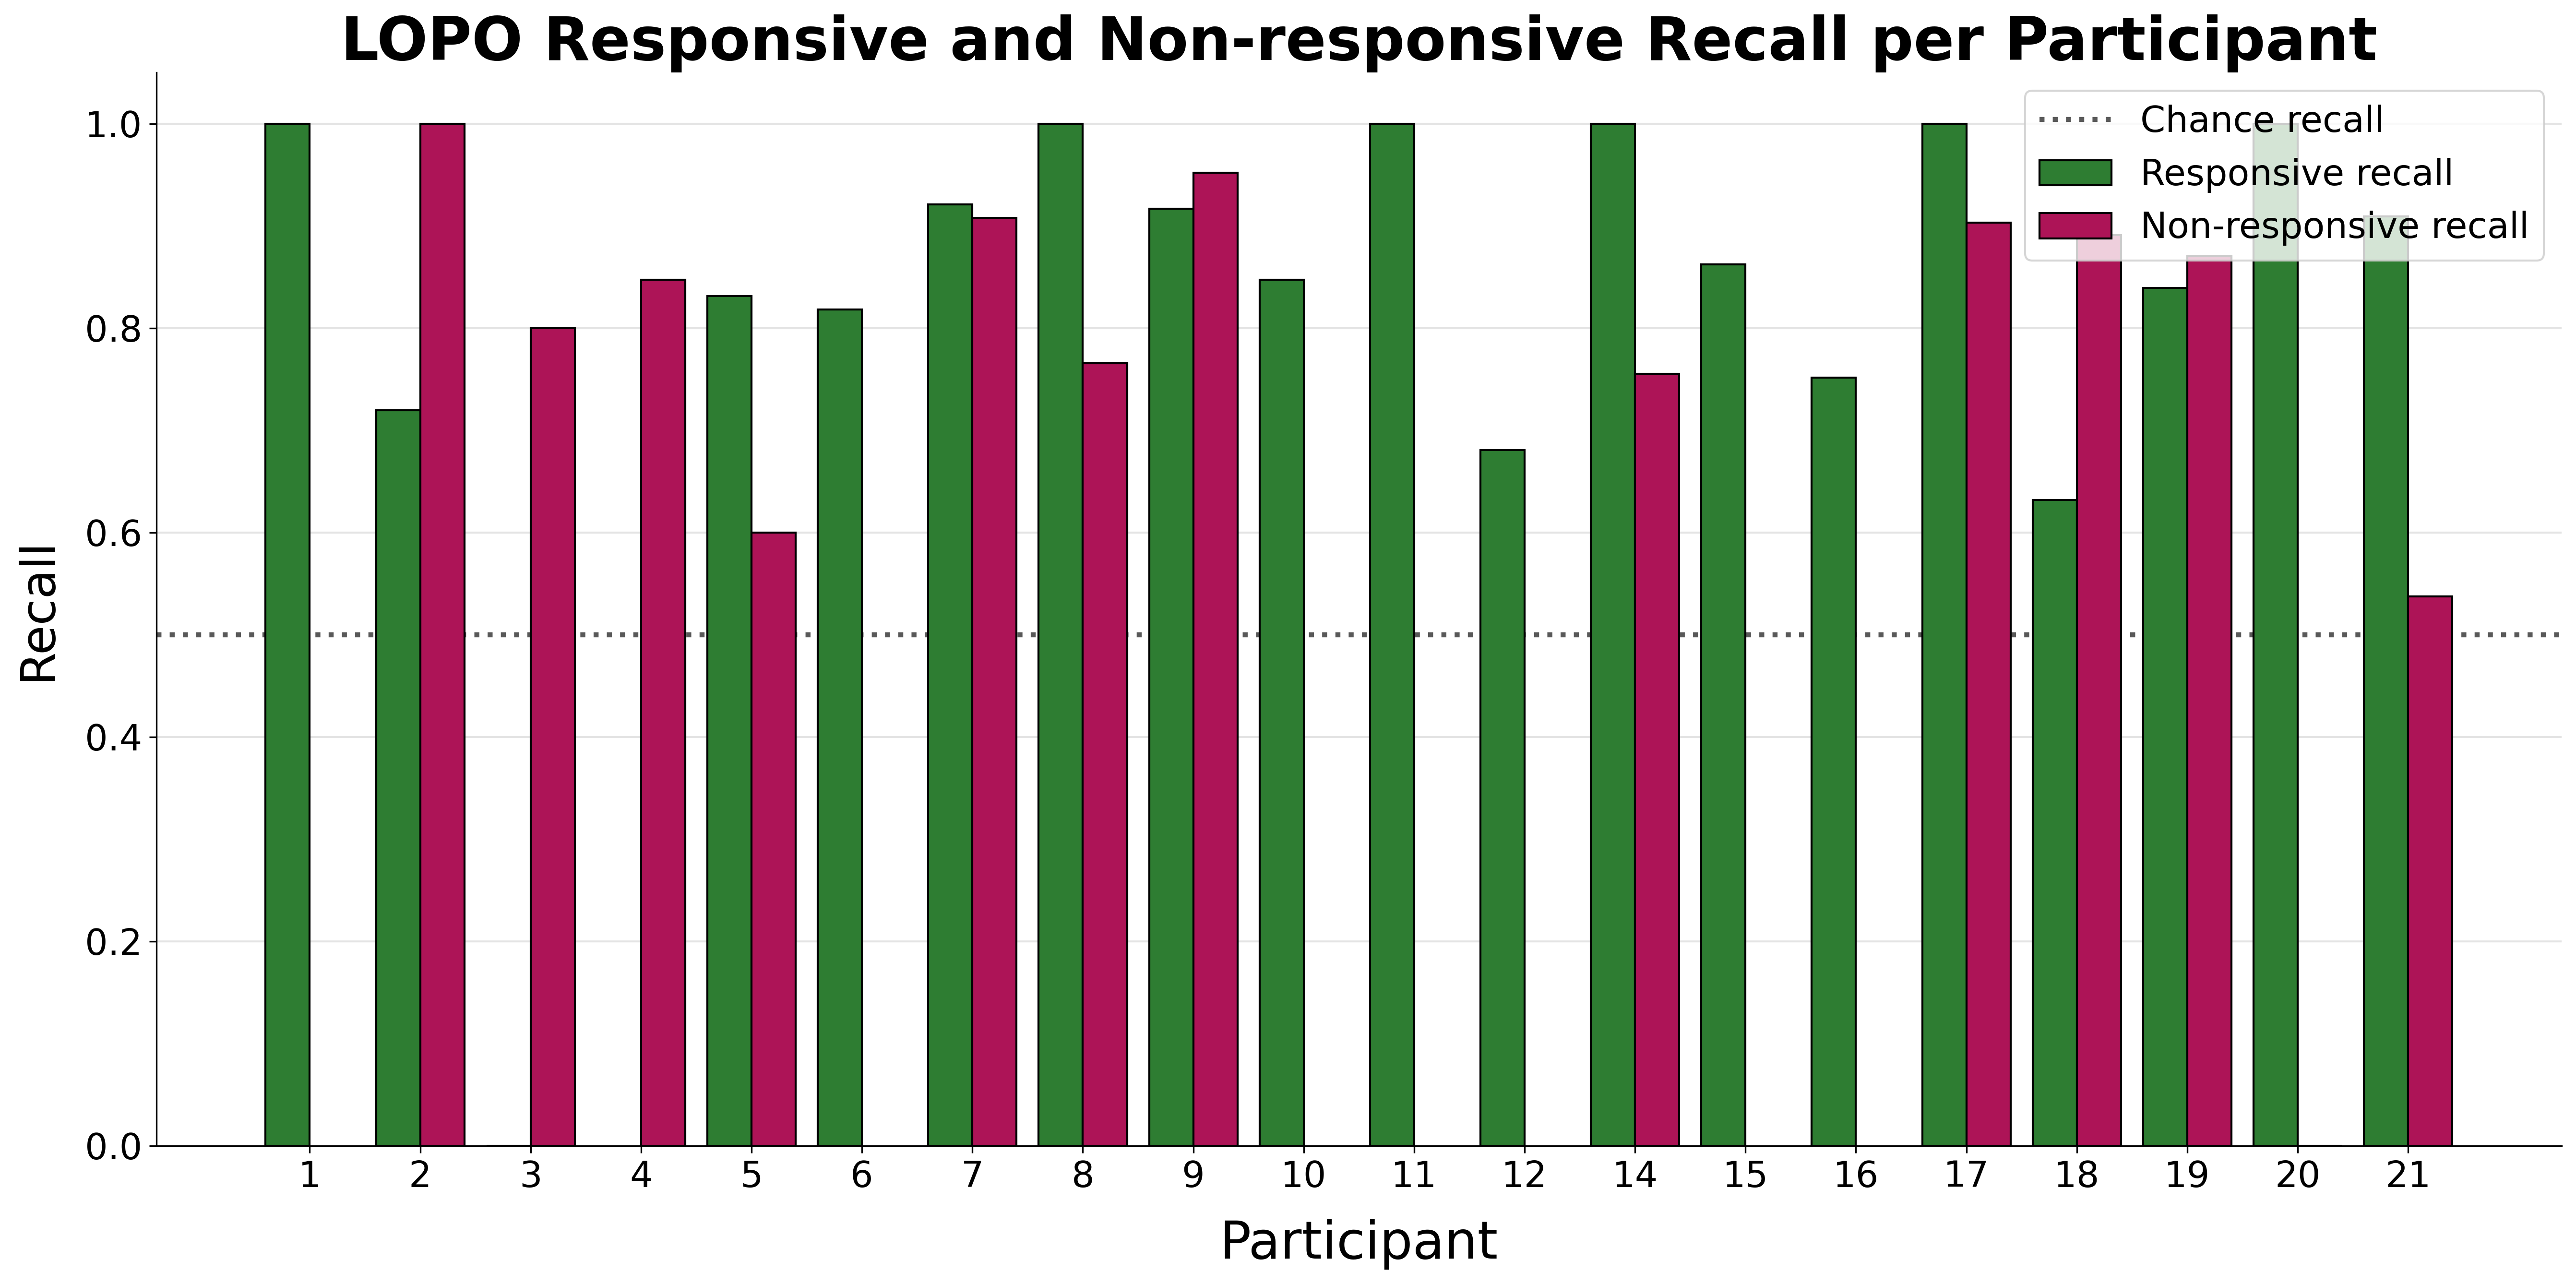 LOPO Responsive and Non-responsive Recall per Participant
Chance recall
Responsive recall
Non-responsive recall
1.0
0.8
0.6
0.4
0.2
0.0
Recall
1 2 3 4 5 6 7 8 9 10 11 12 14 15 16 17 18 19 20 21
Participant